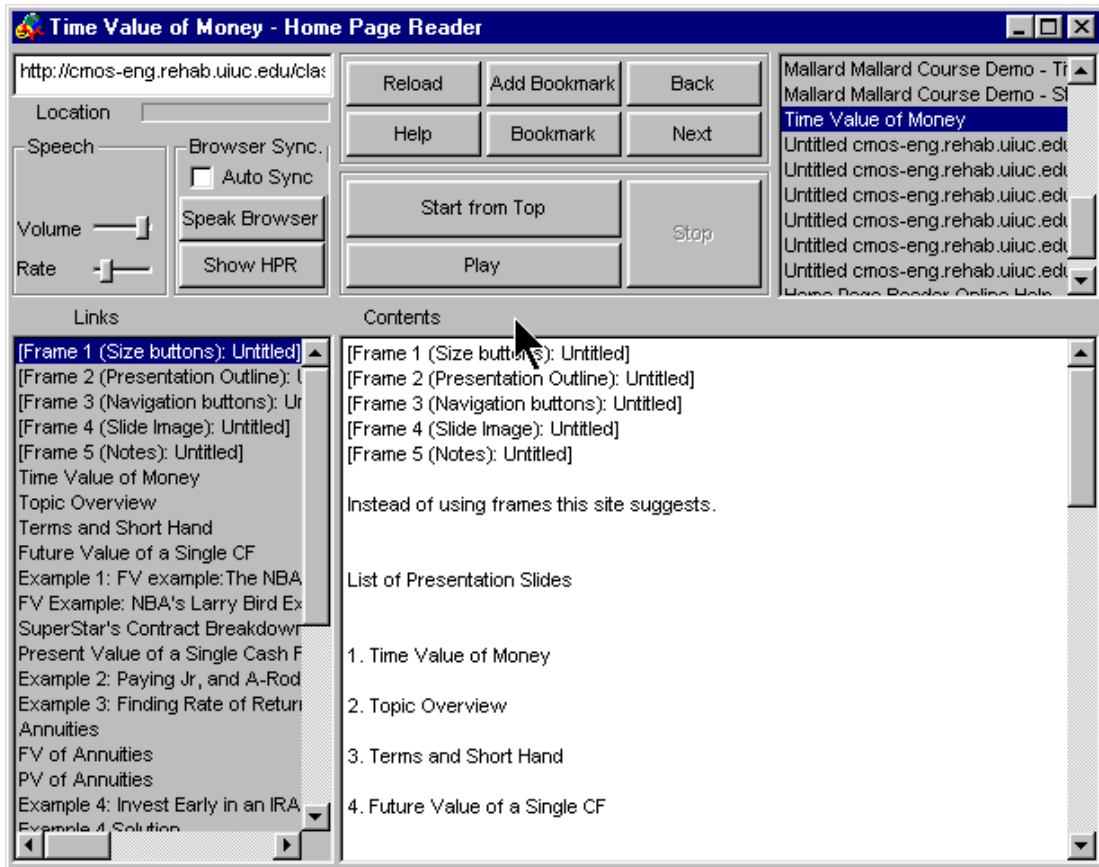 Time Value of Money - Home Page Reader
http://cmos-eng.rehab.uiuc.edu/clas
Location
Speech
Volume
Rate
Browser Sync.
Auto Sync
Speak Browser
Show HPR
Reload
Add Bookmark
Back
Help
Bookmark
Next
Start from Top
Stop
Play
Mallard Mallard Course Demo - Ti
Mallard Mallard Course Demo - St
Time Value of Money
Untitled cmos-eng.rehab.uiuc.edu
Untitled cmos-eng.rehab.uiuc.edu
Untitled cmos-eng.rehab.uiuc.edu
Untitled cmos-eng.rehab.uiuc.edu
Untitled cmos-eng.rehab.uiuc.edu
Untitled cmos-eng.rehab.uiuc.edu
Home Page Reader Online Help
Links
[Frame 1 (Size buttons): Untitled]
[Frame 2 (Presentation Outline): U
[Frame 3 (Navigation buttons): Un
[Frame 4 (Slide Image): Untitled]
[Frame 5 (Notes): Untitled]
Time Value of Money
Topic Overview
Terms and Short Hand
Future Value of a Single CF
Example 1: FV example:The NBA
FV Example: NBA's Larry Bird Ex
SuperStar's Contract Breakdown
Present Value of a Single Cash F
Example 2: Paying Jr, and A-Rod
Example 3: Finding Rate of Return
Annuities
FV of Annuities
PV of Annuities
Example 4: Invest Early in an IRA
Example 4 Solution
Contents
[Frame 1 (Size buttons): Untitled]
[Frame 2 (Presentation Outline): Untitled]
[Frame 3 (Navigation buttons): Untitled]
[Frame 4 (Slide Image): Untitled]
[Frame 5 (Notes): Untitled]
Instead of using frames this site suggests.
List of Presentation Slides
1. Time Value of Money
2. Topic Overview
3. Terms and Short Hand
4. Future Value of a Single CF